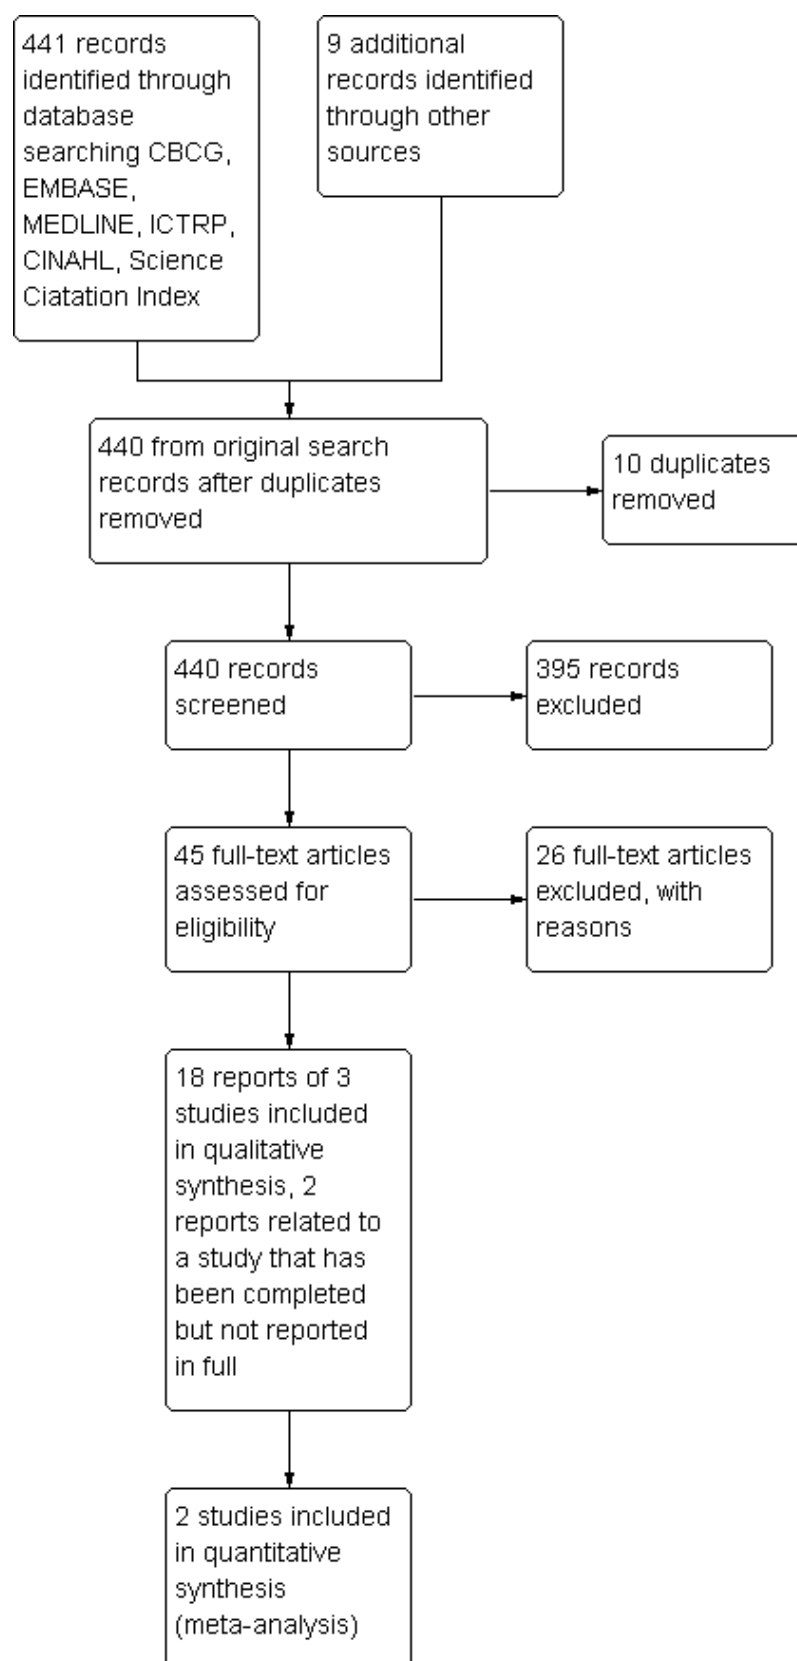 441 records
identified through
database
searching CBCG,
EMBASE,
MEDLINE, ICTRP,
CINAHL, Science
Ciatation Index
9 additional
records identified
through other
sources
440 from original search
records after duplicates
removed
10 duplicates
removed
440 records
screened
395 records
excluded
45 full-text articles
assessed for
eligibility
26 full-text articles
excluded, with
reasons
18 reports of 3
studies included
in qualitative
synthesis, 2
reports related to
a study that has
been completed
but not reported
in full
2 studies included
in quantitative
synthesis
(meta-analysis)